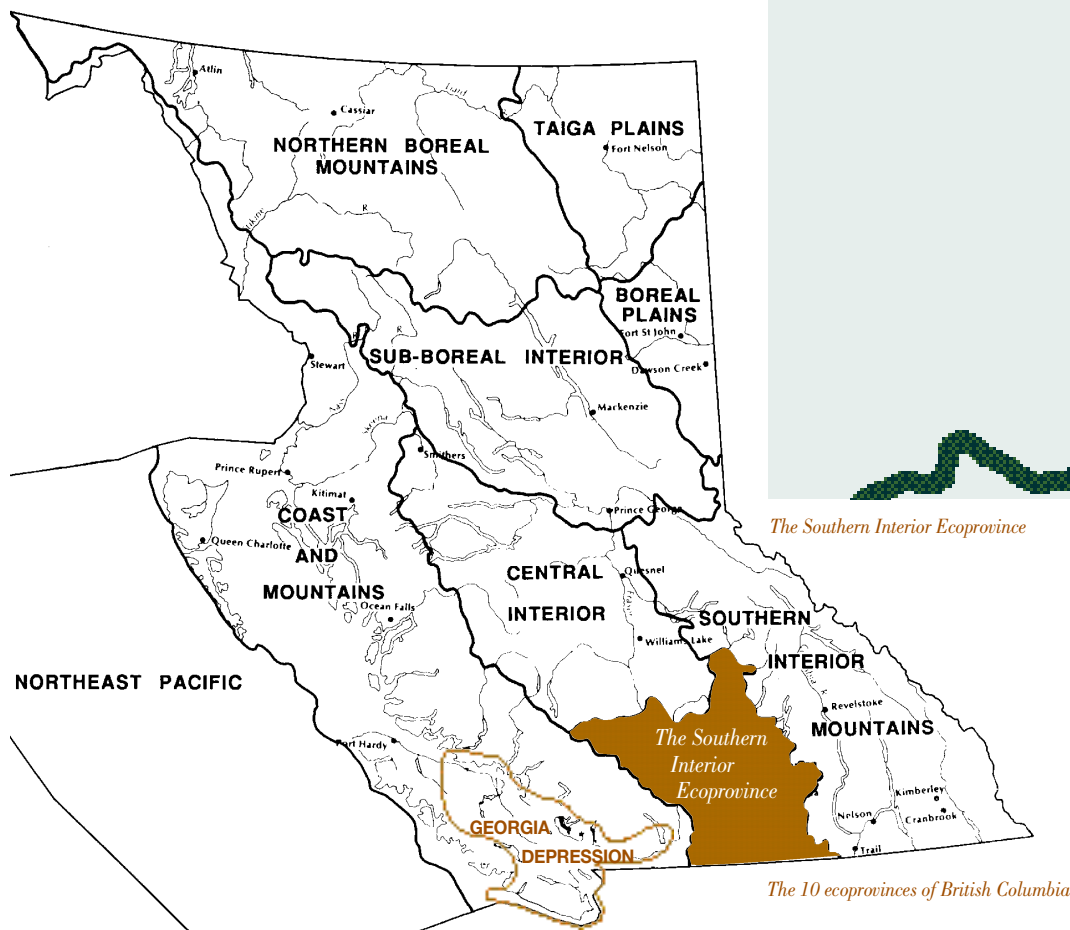 Atlin
Cassiar
Liard
NORTHERN BOREAL
MOUNTAINS
TAIGA PLAINS
Fort Nelson
R
BOREAL
PLAINS
Fort St John
R
R
SUB-BOREAL INTERIOR
Dawson Creek
Stewart
Mackenzie
Smithers
Prince Rupert
Kitimat
COAST
Prince George
The Southern Interior Ecoprovince
Queen Charlotte
AND
MOUNTAINS
Ocean Falls
CENTRAL
INTERIOR
Quesnel
Williams Lake
SOUTHERN
INTERIOR
MOUNTAINS
Revelstoke
NORTHEAST PACIFIC
Port Hardy
The Southern
Interior
Ecoprovince
Kimberley
Cranbrook
Nelson
Trail
GEORGIA
DEPRESSION
The 10 ecoprovinces of British Columbia